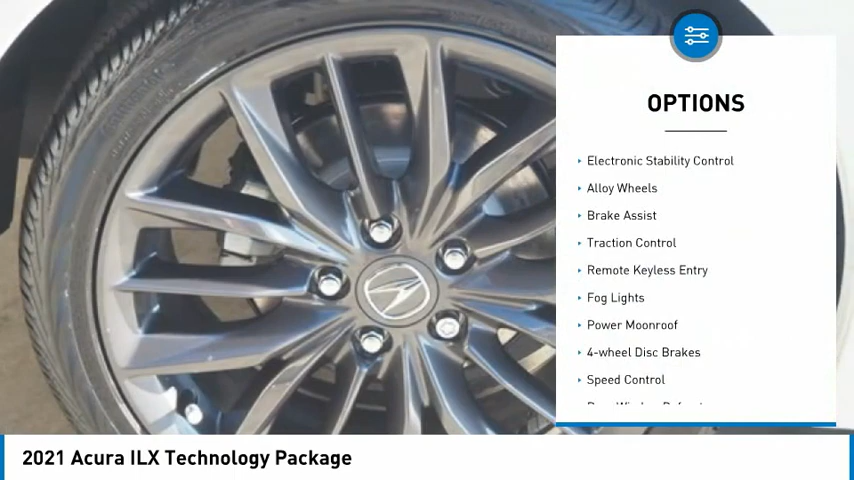 OPTIONS
Electronic Stability Control
Alloy Wheels
Brake Assist
Traction Control
Remote Keyless Entry
Fog Lights
Power Moonroof
4-wheel Disc Brakes
Speed Control
2021 Acura ILX Technology Package